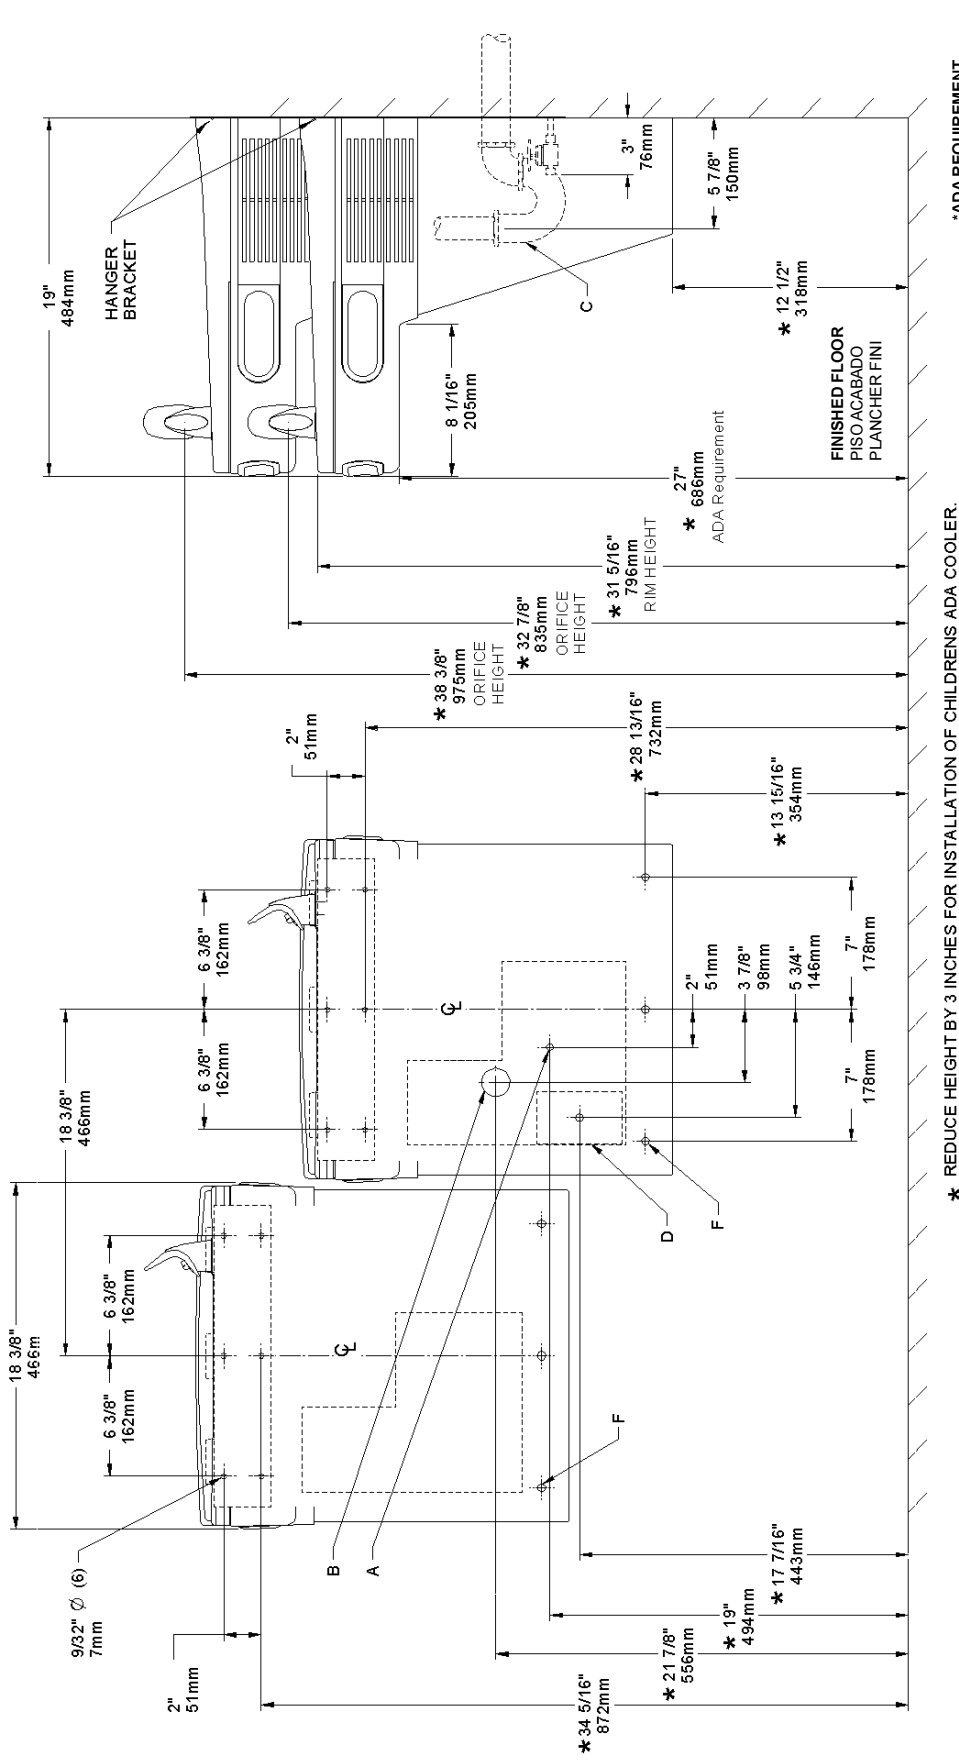 18 3/8"
466m
6 3/8"
162mm
6 3/8"
162mm
9/32" Ø (6)
7mm
2"
51mm
18 3/8"
466mm
6 3/8"
162mm
6 3/8"
162mm
2"
51mm
19"
484mm
HANGER
BRACKET
8 1/16"
205mm
3"
76mm
5 7/8"
150mm
C
* 12 1/2"
318mm
FINISHED FLOOR
PISO ACABADO
PLANCHER FINI
27"
* 686mm
ADA Requirement
* 31 5/16"
796mm
RIM HEIGHT
* 32 7/8"
835mm
ORIFICE
HEIGHT
* 38 3/8"
975mm
ORIFICE
HEIGHT
* 28 13/16"
732mm
* 13 15/16"
354mm
CL
CL
2"
51mm
3 7/8"
98mm
5 3/4"
146mm
7"
178mm
7"
178mm
B
A
D
F
F
* 34 5/16"
872mm
* 21 7/8"
556mm
* 19"
494mm
* 17 7/16"
443mm
* REDUCE HEIGHT BY 3 INCHES FOR INSTALLATION OF CHILDRENS ADA COOLER.
*ADA REQUIREMENT